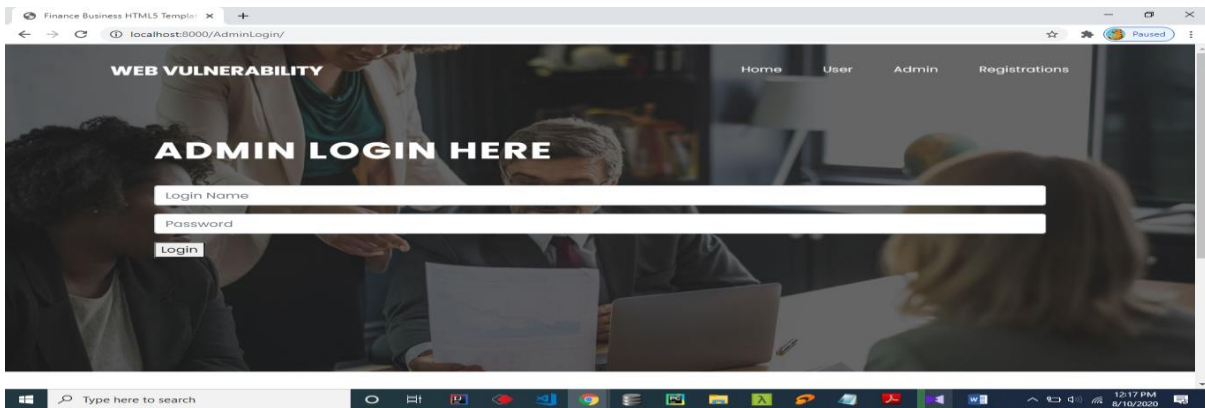 Finance Business HTML5 Templat
localhost:8000/AdminLogin/
Paused
WEB VULNERABILITY
Home User Admin Registrations
ADMIN LOGIN HERE
Login Name
Password
Login
Type here to search
12:17 PM
8/10/2020